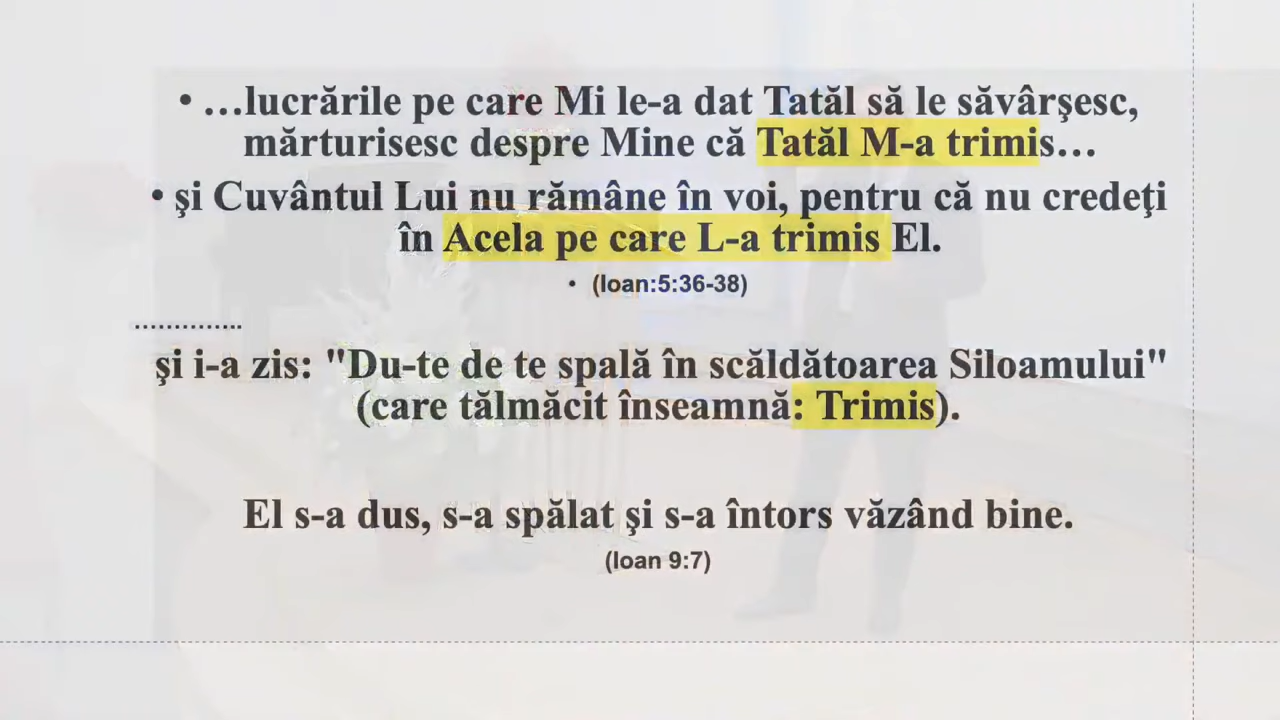 • …lucrările pe care Mi le-a dat Tatăl să le săvârşesc,
mărturisesc despre Mine că Tatăl M-a trimis…
• şi Cuvântul Lui nu rămâne în voi, pentru că nu credeţi
în Acela pe care L-a trimis El.
• (Ioan:5:36-38)
…………..
şi i-a zis: "Du-te de te spală în scăldătoarea Siloamului"
(care tălmăcit înseamnă: Trimis).
El s-a dus, s-a spălat şi s-a întors văzând bine.
(Ioan 9:7)